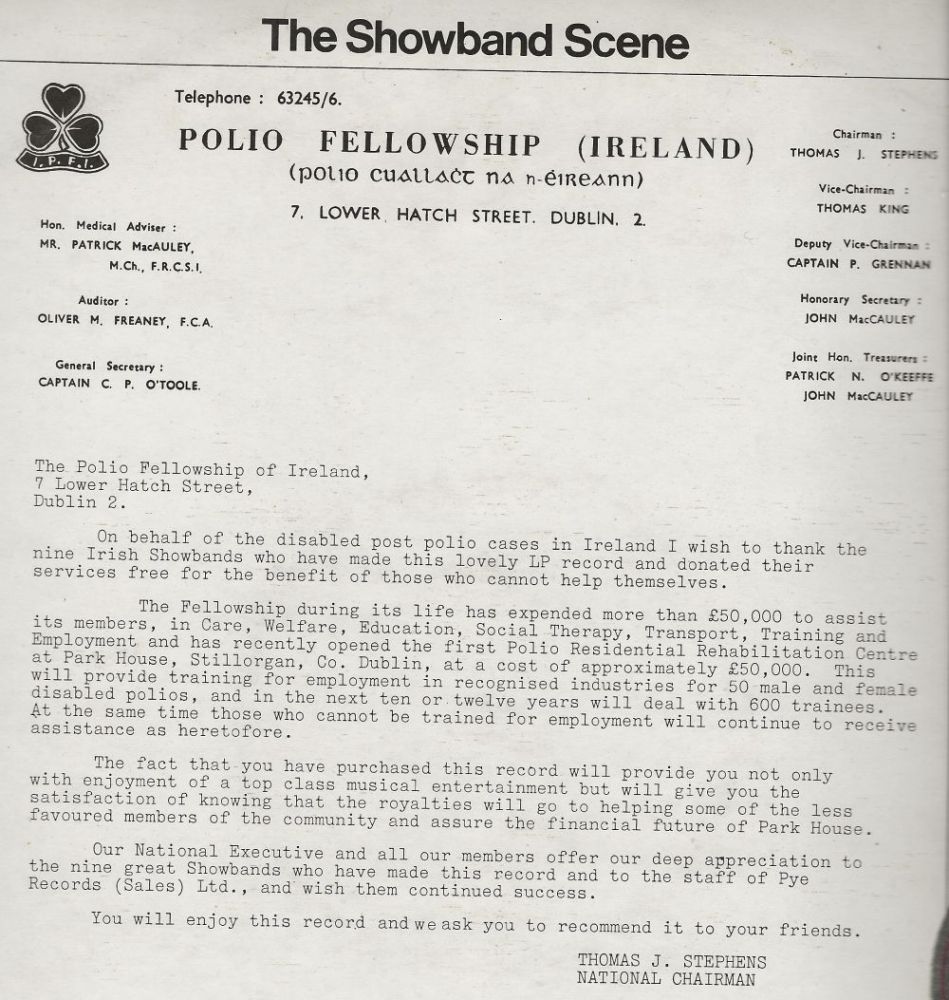 The Showband Scene
I.P.F.I.
Telephone : 63245/6.
POLIO FELLOWSHIP (IRELAND)
(polio cuallaċt na n-éireann)
7, LOWER HATCH STREET. DUBLIN, 2.
Hon. Medical Adviser :
MR. PATRICK MacAULEY,
M.Ch., F.R.C.S.I.
Auditor :
OLIVER M. FREANEY, F.C.A.
General Secretary :
CAPTAIN C. P. O'TOOLE.
Chairman :
THOMAS J. STEPHENS
Vice-Chairman :
THOMAS KING
Deputy Vice-Chairman :
CAPTAIN P. GRENNAN
Honorary Secretary :
JOHN MacCAULEY
Joint Hon. Treasurers :
PATRICK N. O'KEEFFE
JOHN MacCAULEY
The Polio Fellowship of Ireland,
7 Lower Hatch Street,
Dublin 2.
On behalf of the disabled post polio cases in Ireland I wish to thank the
nine Irish Showbands who have made this lovely LP record and donated their
services free for the benefit of those who cannot help themselves.
The Fellowship during its life has expended more than £50,000 to assist
its members, in Care, Welfare, Education, Social Therapy, Transport, Training and
Employment and has recently opened the first Polio Residential Rehabilitation Centre
at Park House, Stillorgan, Co. Dublin, at a cost of approximately £50,000. This
will provide training for employment in recognised industries for 50 male and female
disabled polios, and in the next ten or twelve years will deal with 600 trainees.
At the same time those who cannot be trained for employment will continue to receive
assistance as heretofore.
The fact that you have purchased this record will provide you not only
with enjoyment of a top class musical entertainment but will give you the
satisfaction of knowing that the royalties will go to helping some of the less
favoured members of the community and assure the financial future of Park House.
Our National Executive and all our members offer our deep appreciation to
the nine great Showbands who have made this record and to the staff of Pye
Records (Sales) Ltd., and wish them continued success.
You will enjoy this record and we ask you to recommend it to your friends.
THOMAS J. STEPHENS
NATIONAL CHAIRMAN